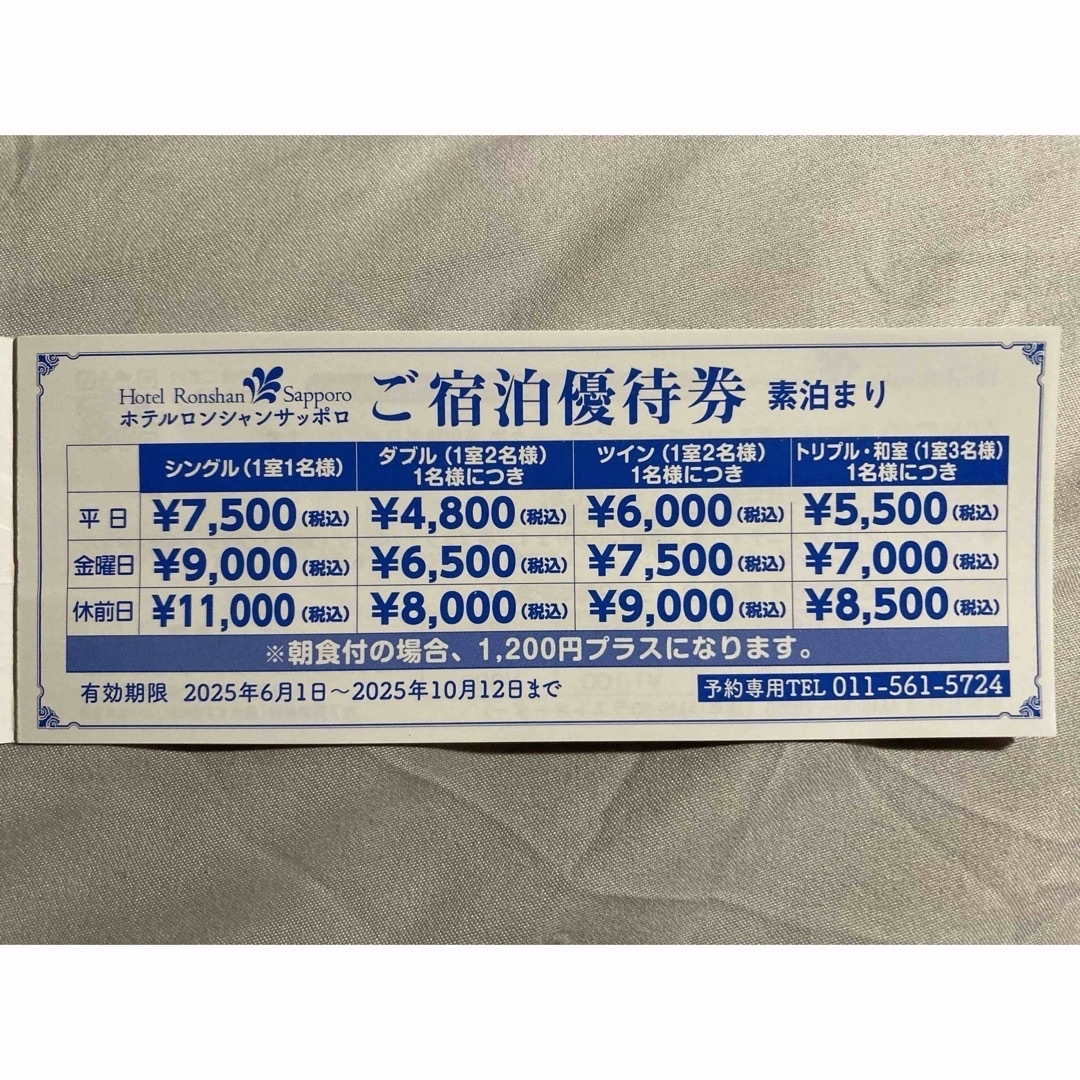 Hotel Ronshan Sapporo
ホテルロンシャンサッポロ
ご宿泊優待券 素泊まり
シングル(1室1名様)
ダブル(1室2名様)
1名様につき
ツイン(1室2名様)
1名様につき
トリプル・和室(1室3名様)
1名様につき
平日 ¥7,500(税込) ¥4,800(税込) ¥6,000(税込) ¥5,500(税込)
金曜日 ¥9,000(税込) ¥6,500(税込) ¥7,500(税込) ¥7,000(税込)
休前日 ¥11,000(税込) ¥8,000(税込) ¥9,000(税込) ¥8,500(税込)
※朝食付の場合、1,200円プラスになります。
有効期限 2025年6月1日〜2025年10月12日まで
予約専用TEL 011-561-5724